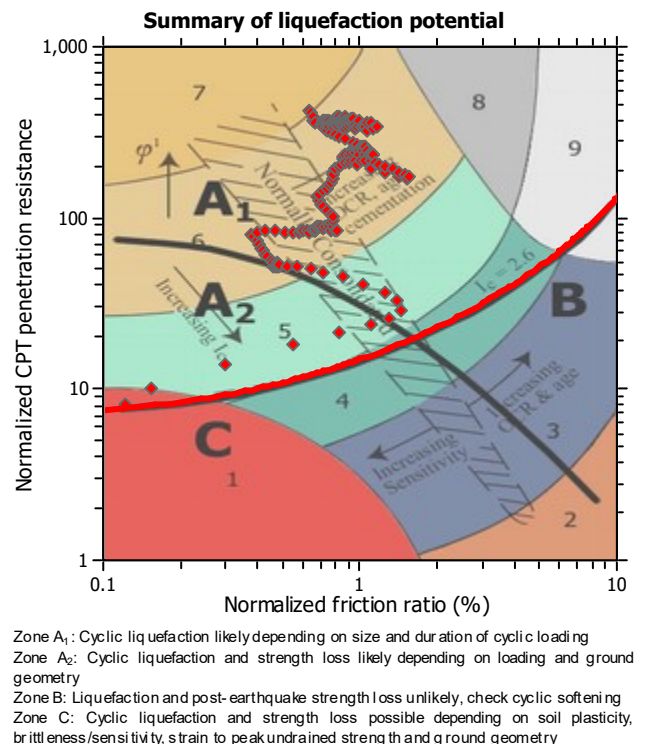 Summary of liquefaction potential
1,000
7
8
9
φ'
Increasing
OCR, age
cementation
Normally Consolidated
A1
100
6
Ic = 2.6
A2
B
Increasing Ic
5
10
4
C
1
Increasing
OCR & age
3
Increasing
Sensitivity
2
1
0.1
1
10
Normalized CPT penetration resistance
Normalized friction ratio (%)
Zone A1: Cyclic liquefaction likely depending on size and duration of cyclic loading
Zone A2: Cyclic liquefaction and strength loss likely depending on loading and ground
geometry
Zone B: Liquefaction and post-earthquake strength loss unlikely, check cyclic softening
Zone C: Cyclic liquefaction and strength loss possible depending on soil plasticity,
brittleness/sensitivity, strain to peak undrained strength and ground geometry